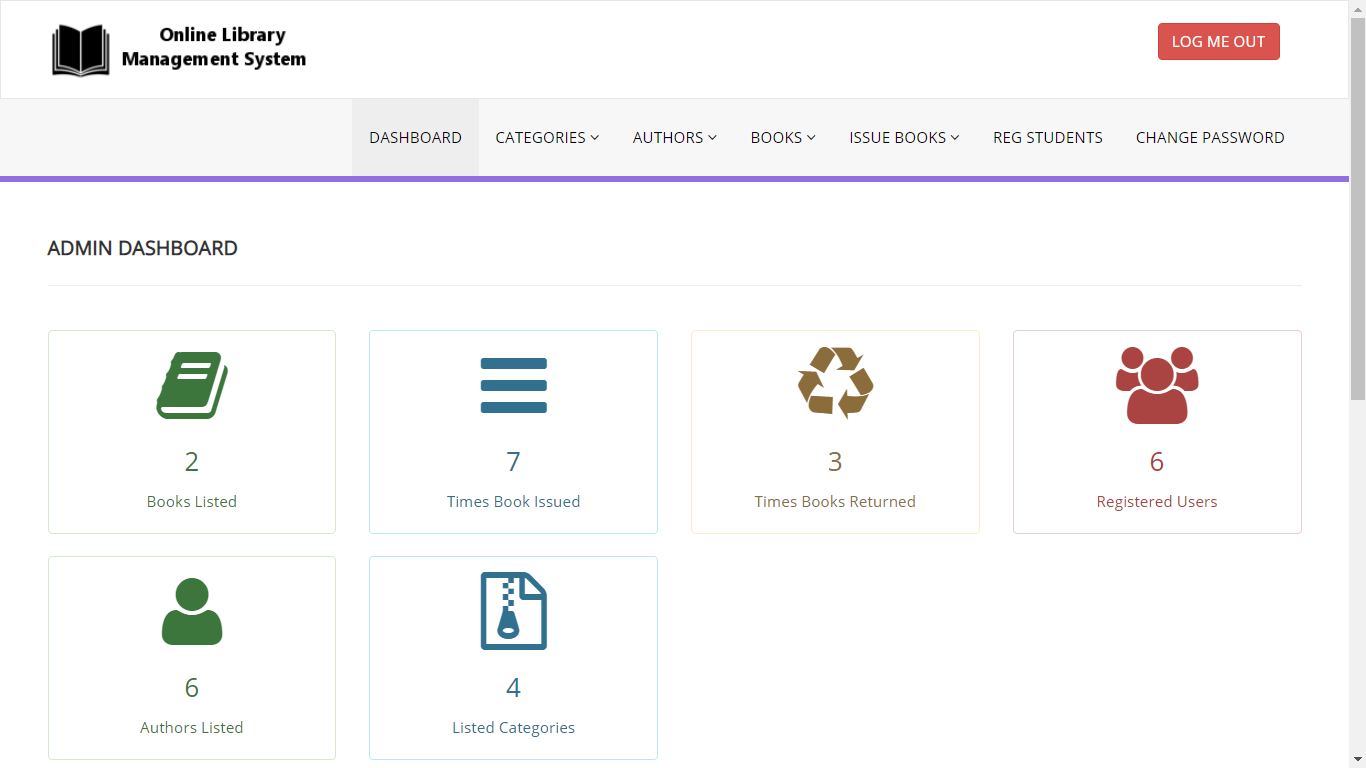 Online Library
Management System
LOG ME OUT
DASHBOARD CATEGORIES AUTHORS BOOKS ISSUE BOOKS REG STUDENTS CHANGE PASSWORD
ADMIN DASHBOARD
2
Books Listed
7
Times Book Issued
3
Times Books Returned
6
Registered Users
6
Authors Listed
4
Listed Categories